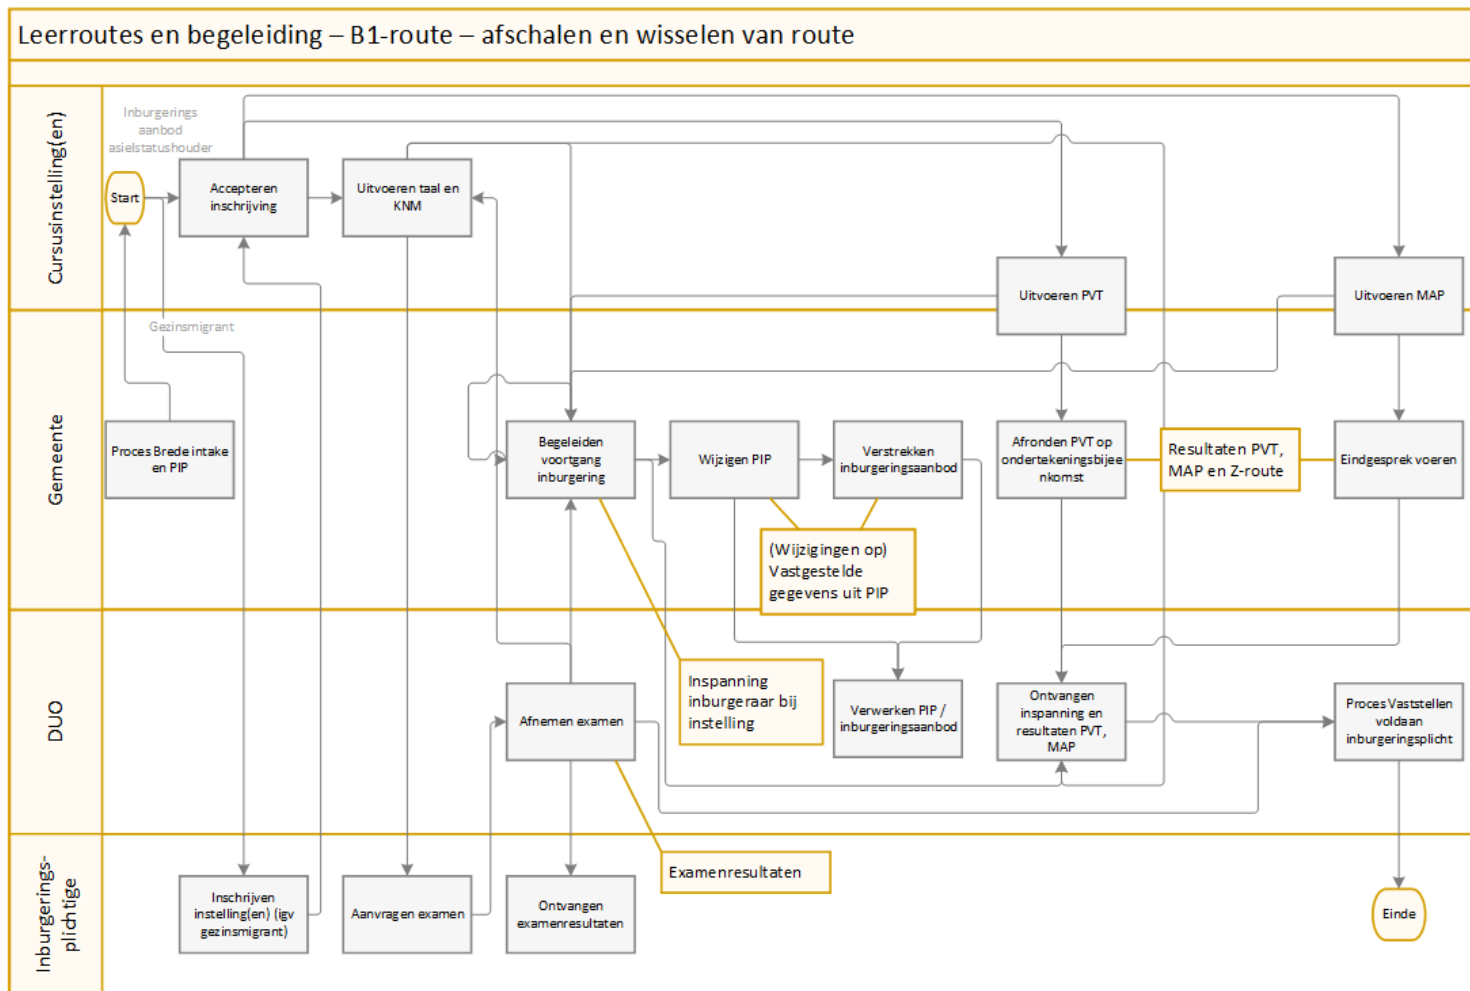 Leerroutes en begeleiding – B1-route – afschalen en wisselen van route
Cursusinstelling(en)
Inburgerings
aanbod
asielstatushouder
Start
Accepteren
inschrijving
Uitvoeren taal en
KNM
Uitvoeren PVT
Uitvoeren MAP
Gezinsmigrant
Gemeente
Proces Brede intake
en PIP
Begeleiden
voortgang
inburgering
Wijzigen PIP
Verstrekken
inburgeringsaanbod
Afronden PVT op
ondertekeningsbijee
nkomst
Resultaten PVT,
MAP en Z-route
Eindgesprek voeren
(Wijzigingen op)
Vastgestelde
gegevens uit PIP
DUO
Afnemen examen
Inspanning
inburgeraar bij
instelling
Verwerken PIP /
inburgeringsaanbod
Ontvangen
inspanning en
resultaten PVT,
MAP
Proces Vaststellen
voldaan
inburgeringsplicht
Inburgerings-
plichtige
Inschrijven
instelling(en) (igv
gezinsmigrant)
Aanvragen examen
Ontvangen
examenresultaten
Examenresultaten
Einde